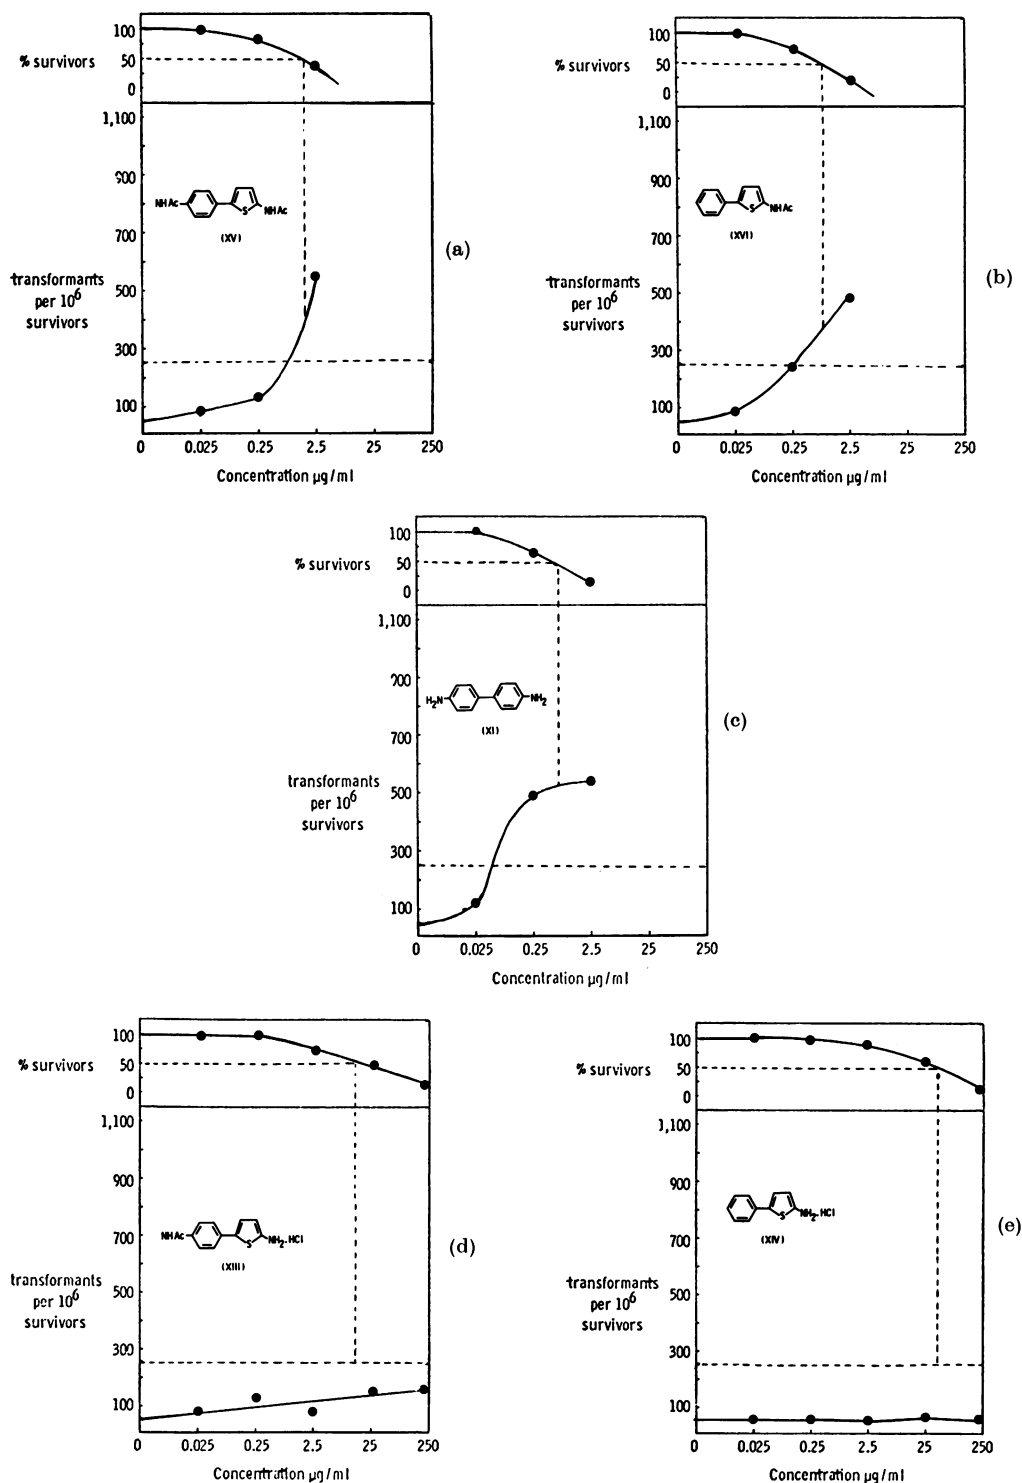 100
% survivors 50
0
1,100
900
NHAc
S
NHAc
(XV)
700
(a)
transformants
per 10⁶
survivors
500
300
100
0 0.025 0.25 2.5 25 250
Concentration µg/ml
100
% survivors 50
0
1,100
900
S
NHAc
(XVI)
700
(b)
transformants
per 10⁶
survivors
500
300
100
0 0.025 0.25 2.5 25 250
Concentration µg/ml
100
% survivors 50
0
1,100
900
H₂N
NH₂
(XI)
700
(c)
transformants
per 10⁶
survivors
500
300
100
0 0.025 0.25 2.5 25 250
Concentration µg/ml
100
% survivors 50
0
1,100
900
NHAc
S
NH₂.HCl
(XIII)
700
(d)
transformants
per 10⁶
survivors
500
300
100
0 0.025 0.25 2.5 25 250
Concentration µg/ml
100
% survivors 50
0
1,100
900
S
NH₂.HCl
(XIV)
700
(e)
transformants
per 10⁶
survivors
500
300
100
0 0.025 0.25 2.5 25 250
Concentration µg/ml